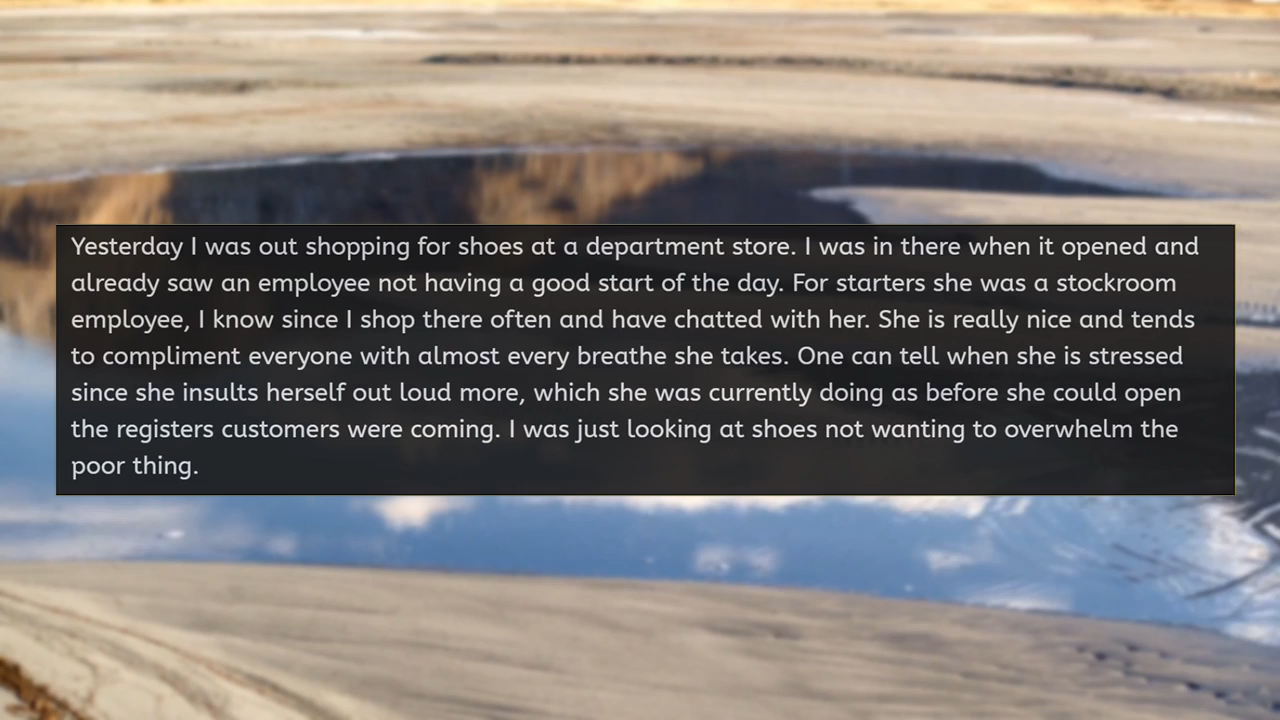 Yesterday I was out shopping for shoes at a department store. I was in there when it opened and
already saw an employee not having a good start of the day. For starters she was a stockroom
employee, I know since I shop there often and have chatted with her. She is really nice and tends
to compliment everyone with almost every breathe she takes. One can tell when she is stressed
since she insults herself out loud more, which she was currently doing as before she could open
the registers customers were coming. I was just looking at shoes not wanting to overwhelm the
poor thing.